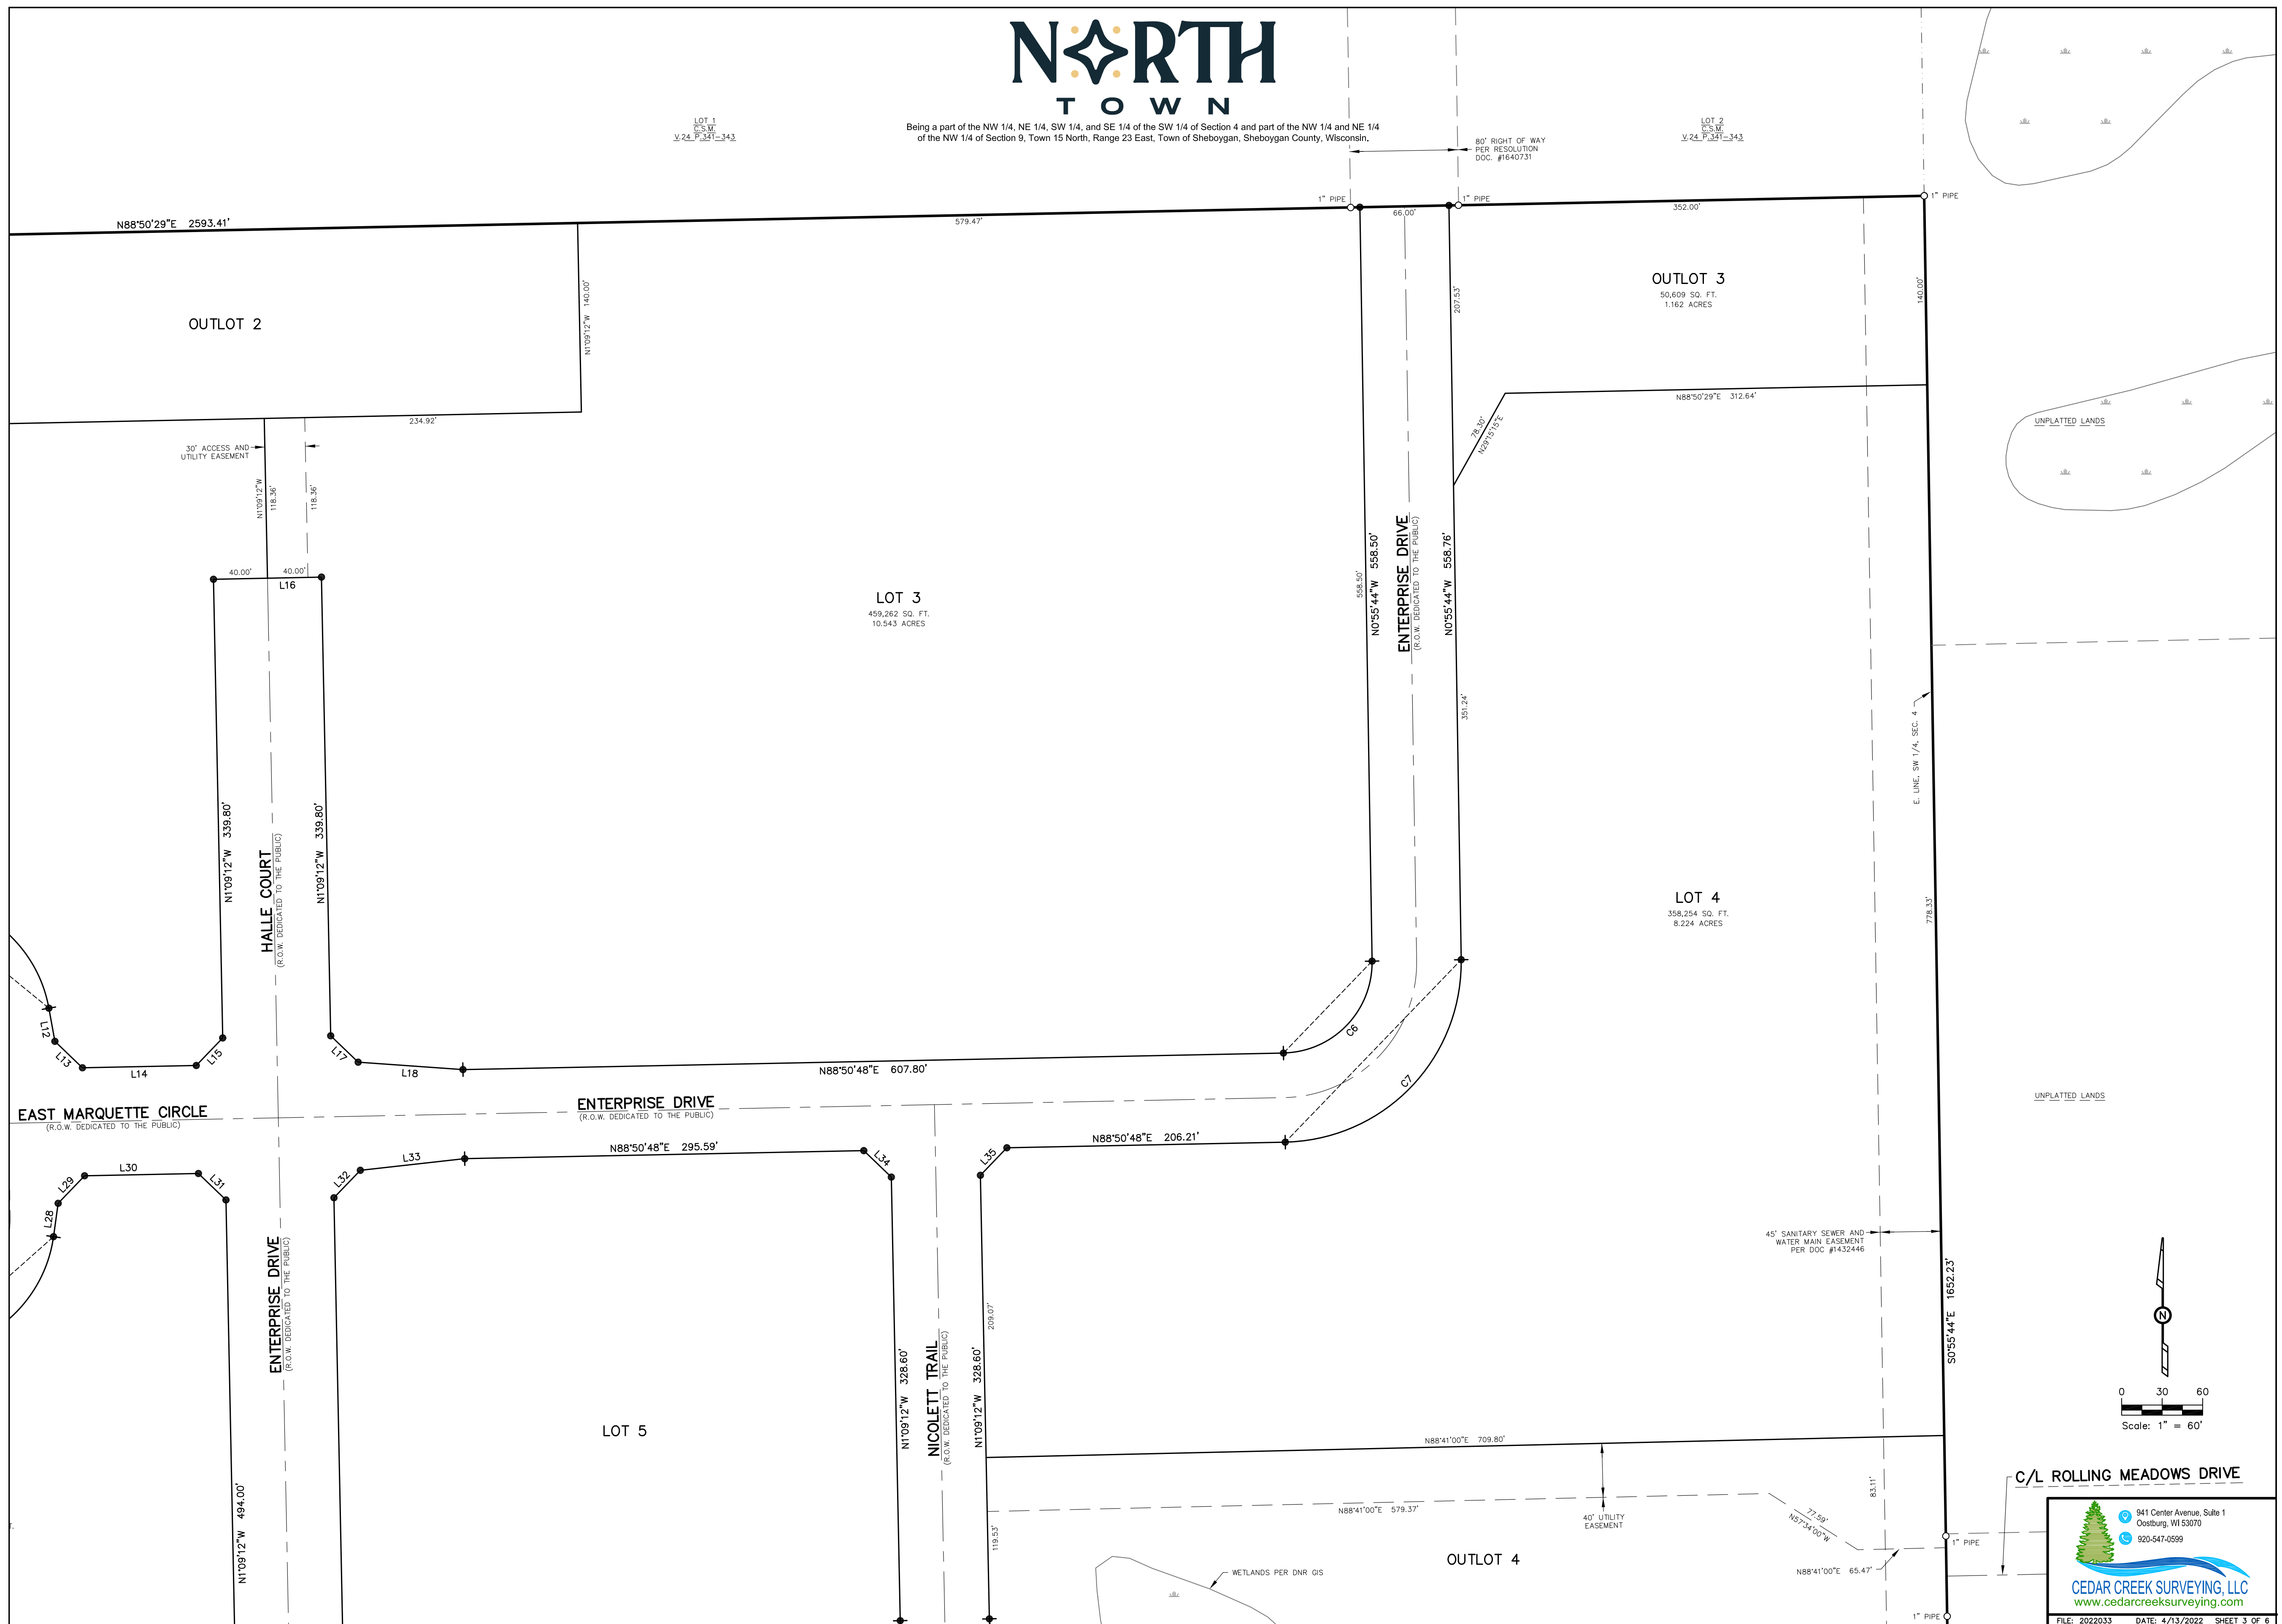 NORTH
TOWN
Being a part of the NW 1/4, NE 1/4, SW 1/4, and SE 1/4 of the SW 1/4 of Section 4 and part of the NW 1/4 and NE 1/4
of the NW 1/4 of Section 9, Town 15 North, Range 23 East, Town of Sheboygan, Sheboygan County, Wisconsin,
LOT 1
C.S.M.
V.24 P.341-343
80' RIGHT OF WAY
PER RESOLUTION
DOC. #1640731
LOT 2
C.S.M.
V.24 P.341-343
1" PIPE
1" PIPE
1" PIPE
N88°50'29"E 2593.41'
579.47'
66.00'
352.00'
OUTLOT 2
N1°09'12"W 140.00'
234.92'
30' ACCESS AND
UTILITY EASEMENT
N1°09'12"W
118.36'
118.36'
40.00'
40.00'
L16
OUTLOT 3
50,609 SQ. FT.
1.162 ACRES
207.53'
140.00'
N88°50'29"E 312.64'
78.30'
N29°15'15"E
UNPLATTED LANDS
LOT 3
459,262 SQ. FT.
10.543 ACRES
558.50'
N0°55'44"W 558.50'
ENTERPRISE DRIVE
(R.O.W. DEDICATED TO THE PUBLIC)
N0°55'44"W 558.76'
351.24'
E. LINE, SW 1/4, SEC. 4
N1°09'12"W 339.80'
HALLE COURT
(R.O.W. DEDICATED TO THE PUBLIC)
N1°09'12"W 339.80'
LOT 4
358,254 SQ. FT.
8.224 ACRES
778.33'
L12
L13
L14
L15
L17
L18
N88°50'48"E 607.80'
C6
C7
EAST MARQUETTE CIRCLE
(R.O.W. DEDICATED TO THE PUBLIC)
ENTERPRISE DRIVE
(R.O.W. DEDICATED TO THE PUBLIC)
UNPLATTED LANDS
L28
L29
L30
L31
L32
L33
N88°50'48"E 295.59'
L34
L35
N88°50'48"E 206.21'
ENTERPRISE DRIVE
(R.O.W. DEDICATED TO THE PUBLIC)
45' SANITARY SEWER AND
WATER MAIN EASEMENT
PER DOC #1432446
S0°55'44"E 1652.23'
N
0 30 60
Scale: 1" = 60'
N1°09'12"W 494.00'
LOT 5
N1°09'12"W 328.60'
NICOLETT TRAIL
(R.O.W. DEDICATED TO THE PUBLIC)
N1°09'12"W 328.60'
209.07'
N88°41'00"E 709.80'
N88°41'00"E 579.37'
40' UTILITY
EASEMENT
83.11'
77.59'
N57°34'00"W
N88°41'00"E 65.47'
119.53'
OUTLOT 4
WETLANDS PER DNR GIS
1" PIPE
1" PIPE
T.
C/L ROLLING MEADOWS DRIVE
941 Center Avenue, Suite 1
Oostburg, WI 53070
920-547-0599
CEDAR CREEK SURVEYING, LLC
www.cedarcreeksurveying.com
FILE: 2022033 DATE: 4/13/2022 SHEET 3 OF 6